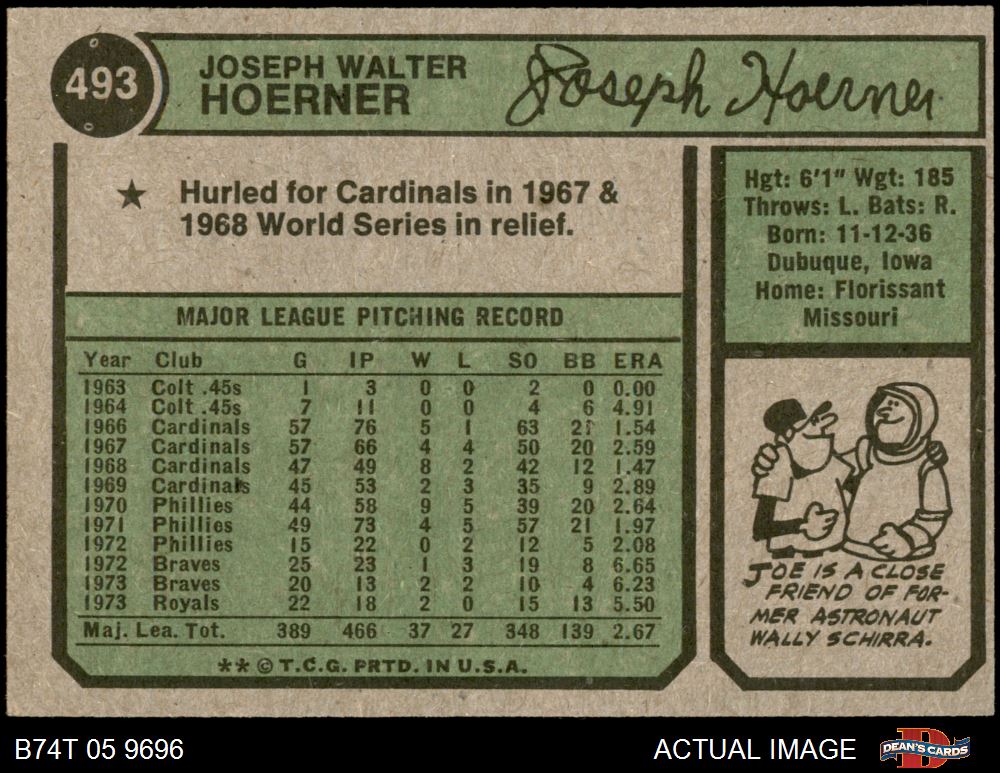 493
JOSEPH WALTER
HOERNER
Joseph Hoerner
★ Hurled for Cardinals in 1967 &
1968 World Series in relief.
Hgt: 6'1" Wgt: 185
Throws: L. Bats: R.
Born: 11-12-36
Dubuque, Iowa
Home: Florissant
Missouri
MAJOR LEAGUE PITCHING RECORD
Year Club G IP W L SO BB ERA
1963 Colt .45s 1 3 0 0 2 0 0.00
1964 Colt .45s 7 11 0 0 4 6 4.91
1966 Cardinals 57 76 5 1 63 21 1.54
1967 Cardinals 57 66 4 4 50 20 2.59
1968 Cardinals 47 49 8 2 42 12 1.47
1969 Cardinals 45 53 2 3 35 9 2.89
1970 Phillies 44 58 9 5 39 20 2.64
1971 Phillies 49 73 4 5 57 21 1.97
1972 Phillies 15 22 0 2 12 5 2.08
1972 Braves 25 23 1 3 19 8 6.65
1973 Braves 20 13 2 2 10 4 6.23
1973 Royals 22 18 2 0 15 13 5.50
Maj. Lea. Tot. 389 466 37 27 348 139 2.67
** © T.C.G. PRTD. IN U.S.A.
JOE IS A CLOSE
FRIEND OF FOR-
MER ASTRONAUT
WALLY SCHIRRA.
B74T 05 9696
ACTUAL IMAGE
DEAN'S CARDS